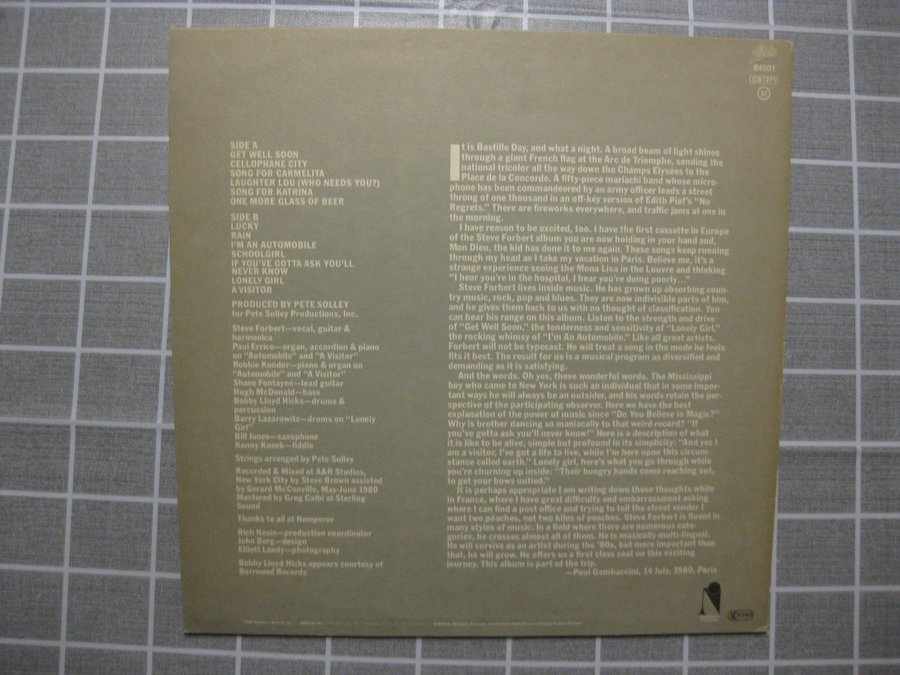 84501
CB 271
SIDE A
GET WELL SOON
CELLOPHANE CITY
SONG FOR CARMELITA
LAUGHTER LOU (WHO NEEDS YOU?)
SONG FOR KATRINA
ONE MORE GLASS OF BEER
SIDE B
LUCKY
RAIN
I'M AN AUTOMOBILE
SCHOOLGIRL
IF YOU'VE GOTTA ASK YOU'LL
NEVER KNOW
LONELY GIRL
A VISITOR
PRODUCED BY PETE SOLLEY
for Pete Solley Productions, Inc.
Steve Forbert—vocal, guitar &
harmonica
Paul Errico—organ, accordion & piano
on "Automobile" and "A Visitor"
Robbie Kondor—piano & organ on
"Automobile" and "A Visitor"
Shane Fontayne—lead guitar
Hugh McDonald—bass
Bobby Lloyd Hicks—drums &
percussion
Barry Lazarowitz—drums on "Lonely
Girl"
Bill Jones—saxophone
Kenny Kosek—fiddle
Strings arranged by Pete Solley
Recorded & Mixed at A&R Studios,
New York City by Steve Brown assisted
by Gerard McConville, May-June 1980
Mastered by Greg Calbi at Sterling
Sound
Thanks to all at Nemperor
Rich Nesin—production coordinator
John Berg—design
Elliott Landy—photography
Bobby Lloyd Hicks appears courtesy of
Borrowed Records
It is Bastille Day, and what a night. A broad beam of light shines
through a giant French flag at the Arc de Triomphe, sending the
national tricolor all the way down the Champs Elysées to the
Place de la Concorde. A fifty-piece mariachi band whose micro-
phone has been commandeered by an army officer leads a street
throng of one thousand in an off-key version of Edith Piaf's "No
Regrets." There are fireworks everywhere, and traffic jams at one in
the morning.
I have reason to be excited, too. I have the first cassette in Europe
of the Steve Forbert album you are now holding in your hand and,
Mon Dieu, the kid has done it to me again. These songs keep running
through my head as I take my vacation in Paris. Believe me, it's a
strange experience seeing the Mona Lisa in the Louvre and thinking
"I hear you're in the hospital, I hear you're doing poorly..."
Steve Forbert lives inside music. He has grown up absorbing coun-
try music, rock, pop and blues. They are now indivisible parts of him,
and he gives them back to us with no thought of classification. You
can hear his range on this album. Listen to the strength and drive
of "Get Well Soon," the tenderness and sensitivity of "Lonely Girl,"
the rocking whimsy of "I'm An Automobile." Like all great artists,
Forbert will not be typecast. He will treat a song in the mode he feels
fits it best. The result for us is a musical program as diversified and
demanding as it is satisfying.
And the words. Oh yes, these wonderful words. The Mississippi
boy who came to New York is such an individual that in some impor-
tant ways he will always be an outsider, and his words retain the per-
spective of the participating observer. Here we have the best
explanation of the power of music since "Do You Believe in Magic?"
Why is brother dancing so maniacally to that weird record? "If
you've gotta ask you'll never know!" Here is a description of what
it is like to be alive, simple but profound in its simplicity: "And yes I
am a visitor, I've got a life to live, while I'm here upon this circum-
stance called earth." Lonely girl, here's what you go through while
you're churning up inside: "Their hungry hands come reaching out,
to get your bows untied."
It is perhaps appropriate I am writing down these thoughts while
in France, where I have great difficulty and embarrassment asking
where I can find a post office and trying to tell the street vendor I
want two peaches, not two kilos of peaches. Steve Forbert is fluent in
many styles of music. In a field where there are numerous cate-
gories, he crosses almost all of them. He is musically multi-lingual.
He will survive as an artist during the '80s, but more important than
that, he will grow. He offers us a first class seat on this exciting
journey. This album is part of the trip.
—Paul Gambaccini, 14 July, 1980, Paris